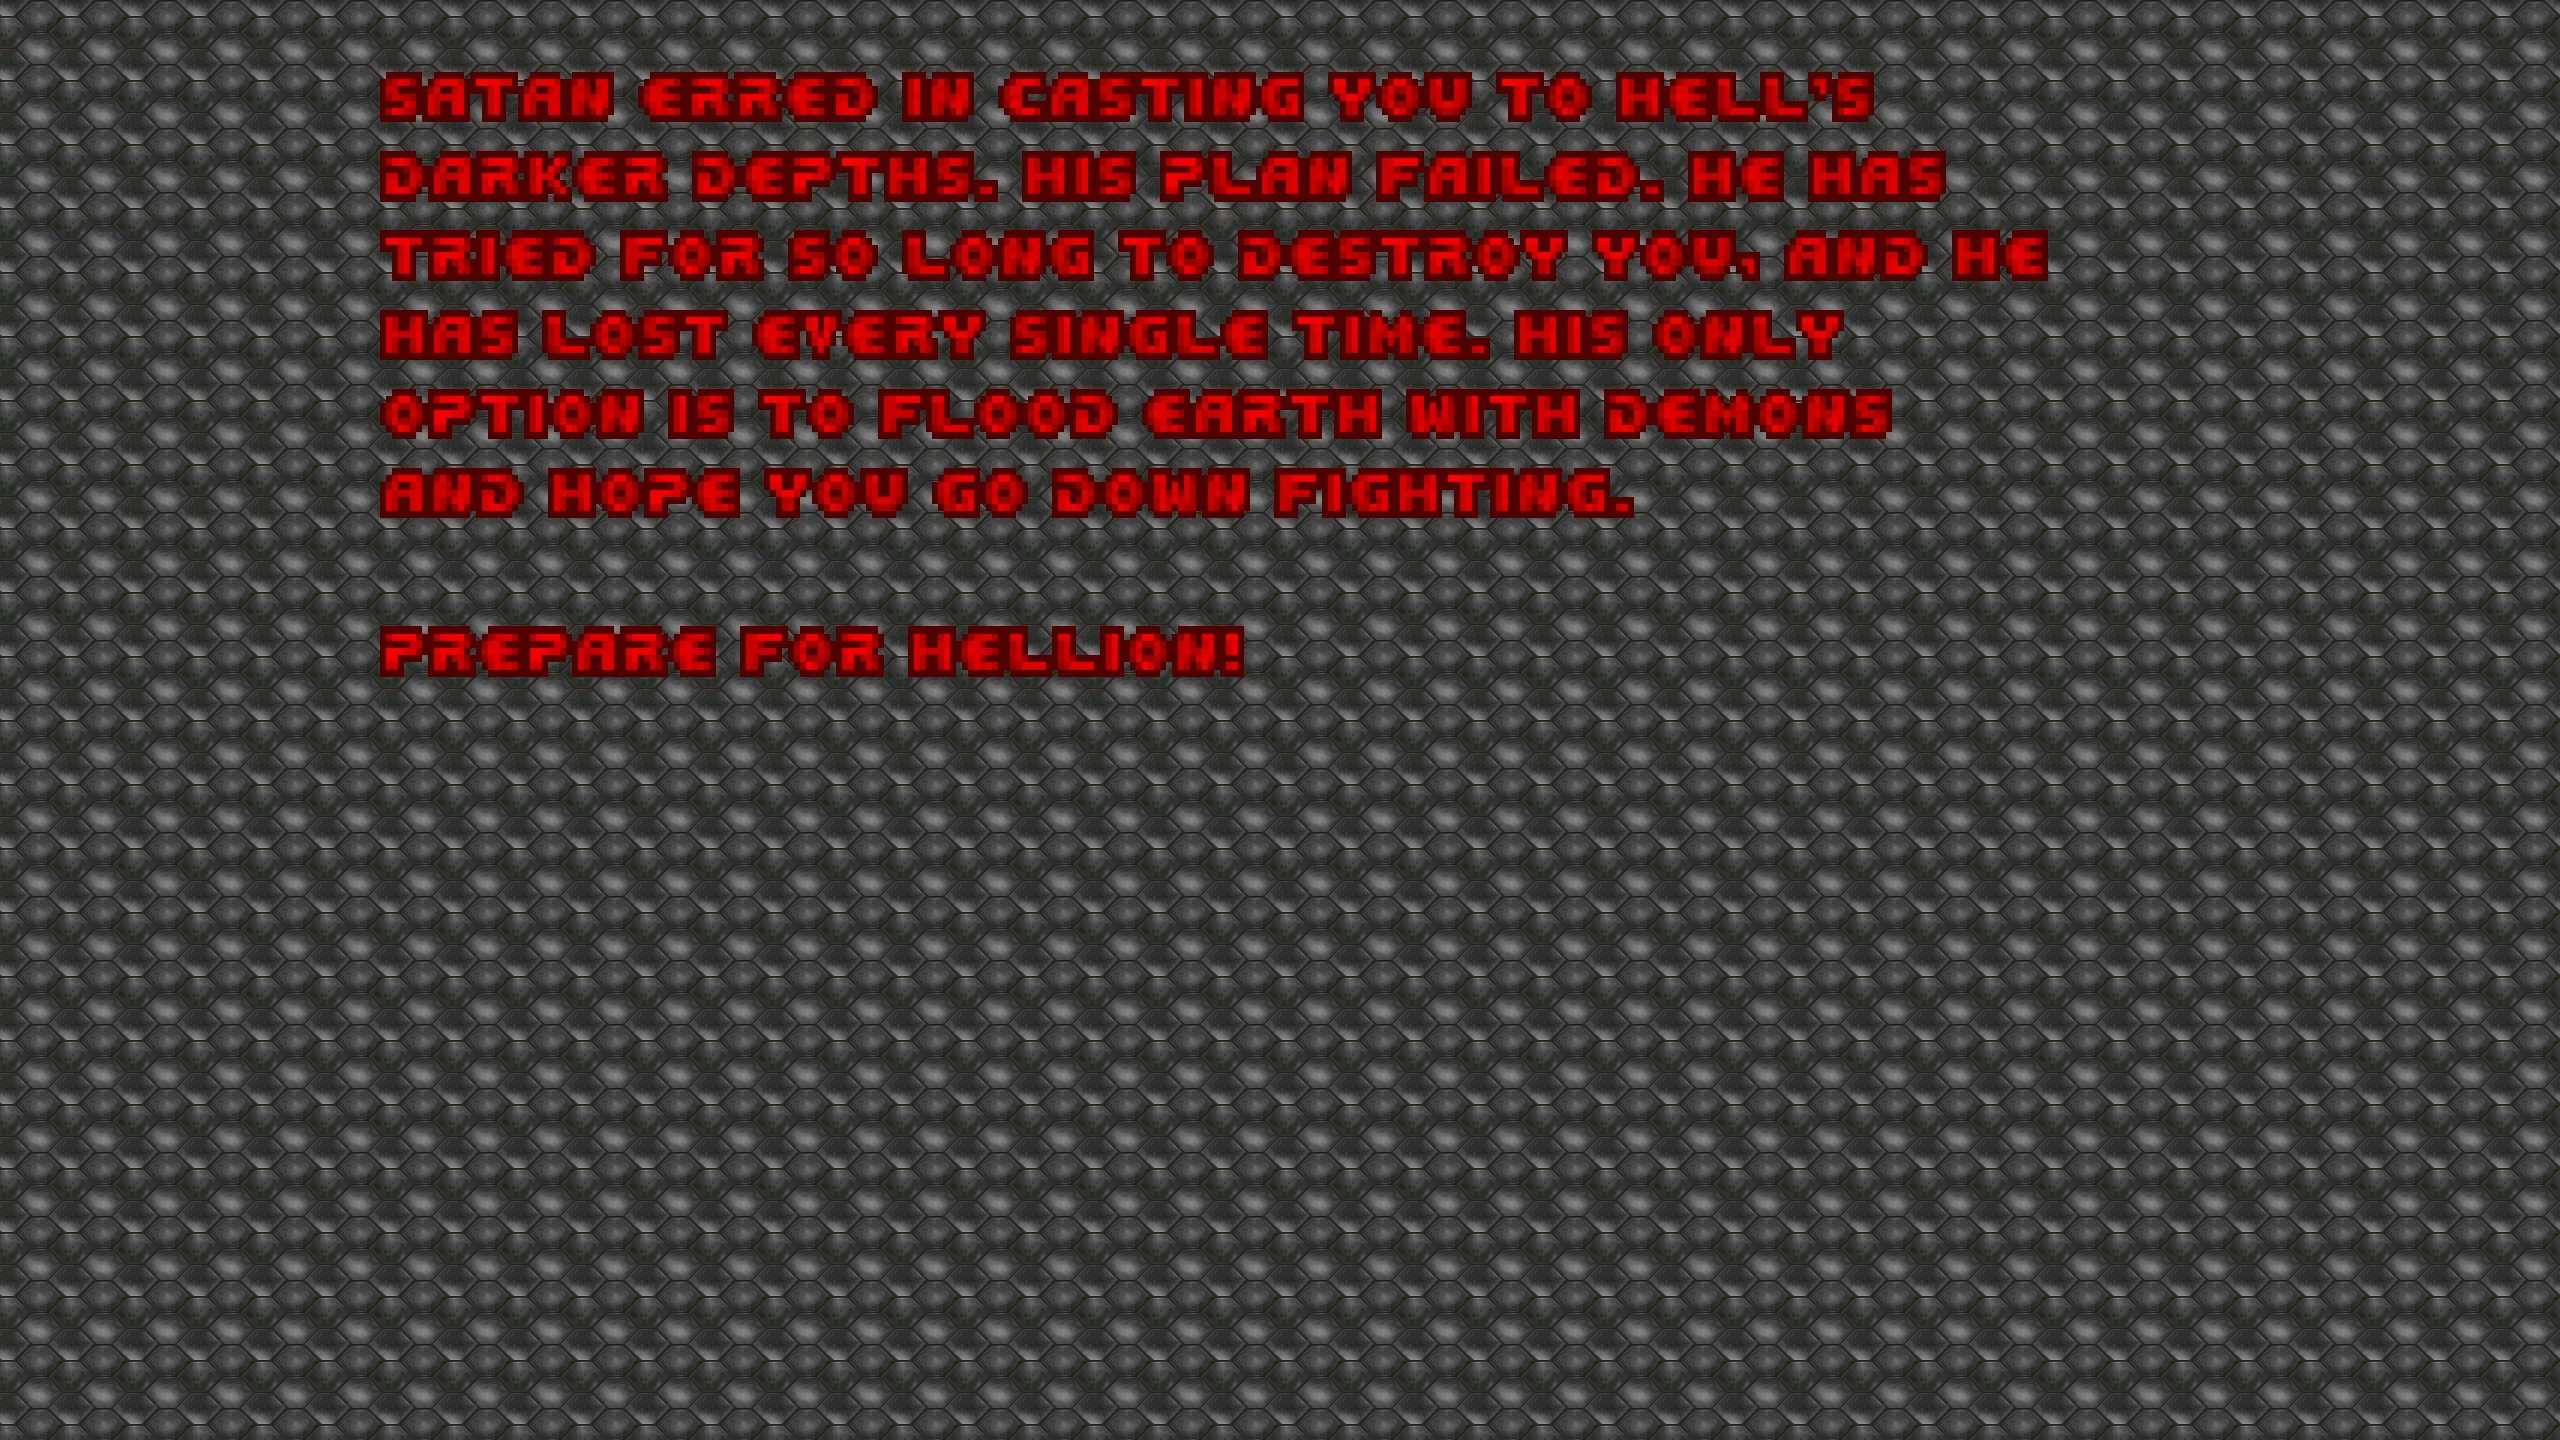 SATAN ERRED IN CASTING YOU TO HELL'S
DARKER DEPTHS. HIS PLAN FAILED. HE HAS
TRIED FOR SO LONG TO DESTROY YOU, AND HE
HAS LOST EVERY SINGLE TIME. HIS ONLY
OPTION IS TO FLOOD EARTH WITH DEMONS
AND HOPE YOU GO DOWN FIGHTING.
PREPARE FOR HELLION!